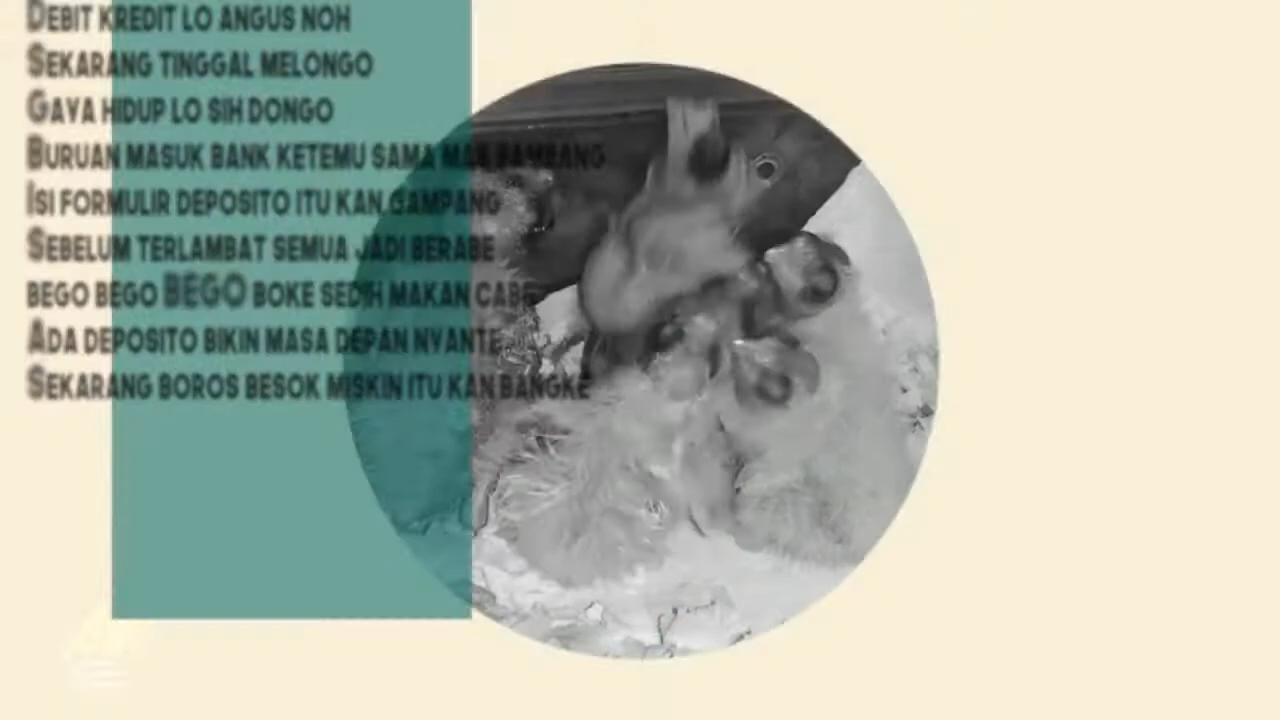 DEBIT KREDIT LO ANGUS NOH
SEKARANG TINGGAL MELONGO
GAYA HIDUP LO SIH DONGO
BURUAN MASUK BANK KETEMU SAMA MAS BAMBANG
ISI FORMULIR DEPOSITO ITU KAN GAMPANG
SEBELUM TERLAMBAT SEMUA JADI BERABE
BEGO BEGO BEGO BOKE SEDIH MAKAN CABE
ADA DEPOSITO BIKIN MASA DEPAN NYANTE
SEKARANG BOROS BESOK MISKIN ITU KAN BANGKE